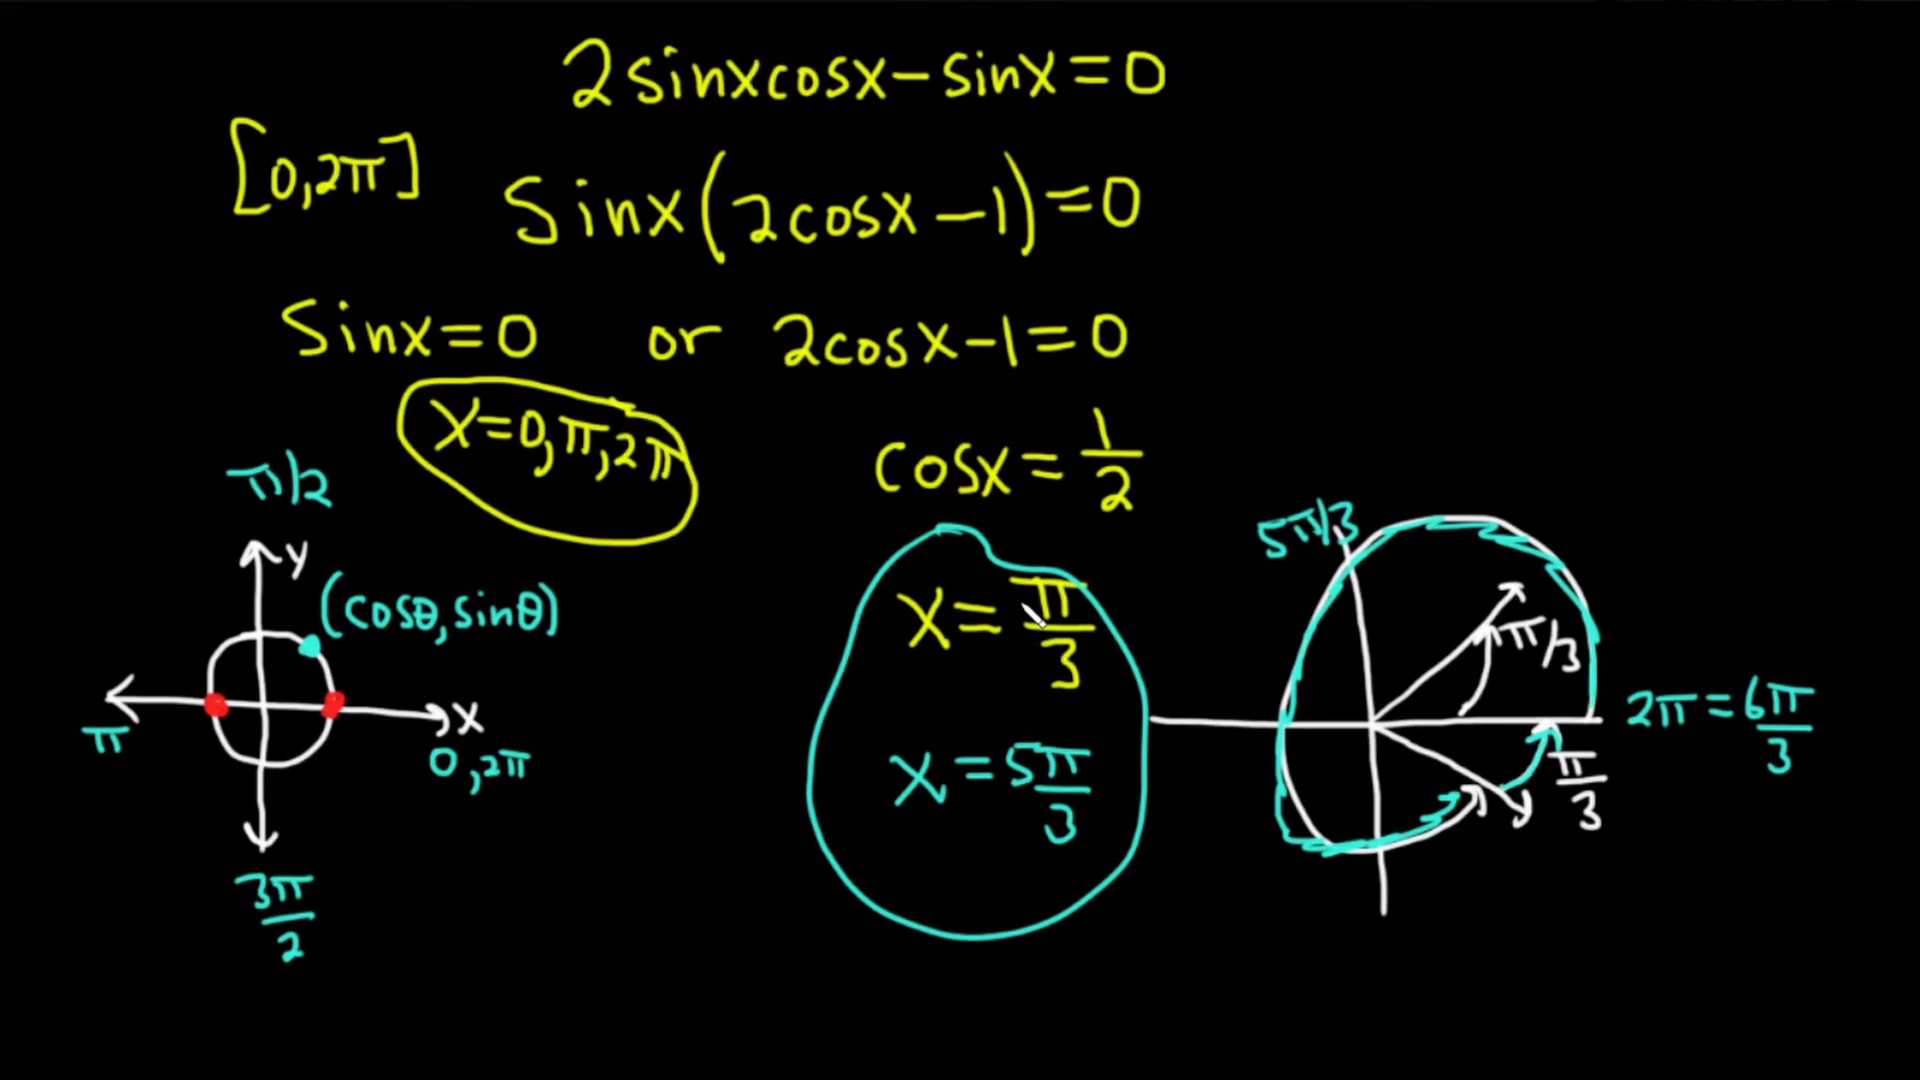 2sinxcosx-sinx=0
[0,2π]
Sinx(2cosx-1)=0
Sinx=0 or 2cosx-1=0
x=0,π,2π
cosx=1/2
π/2
y
(cosθ,sinθ)
x
π
0,2π
3π/2
x=π/3
x=5π/3
5π/3
π/3
2π=6π/3
π/3